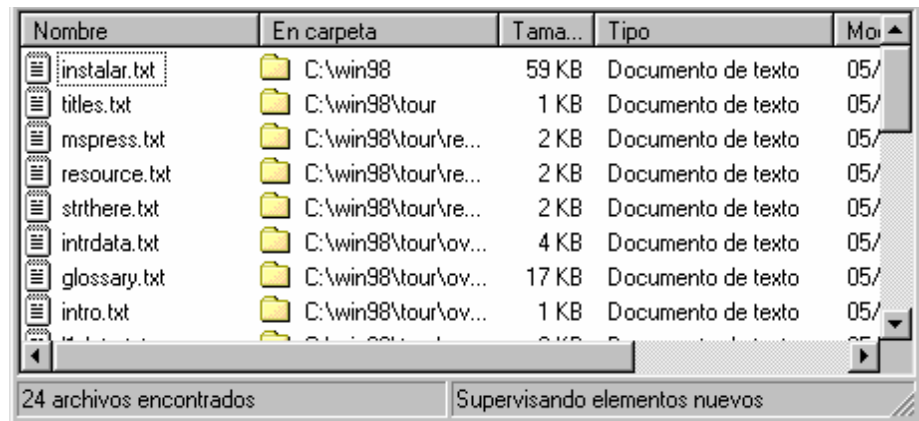 Nombre En carpeta Tama... Tipo Mo
instalar.txt C:\win98 59 KB Documento de texto 05/
titles.txt C:\win98\tour 1 KB Documento de texto 05/
mspress.txt C:\win98\tour\re... 2 KB Documento de texto 05/
resource.txt C:\win98\tour\re... 2 KB Documento de texto 05/
strthere.txt C:\win98\tour\re... 2 KB Documento de texto 05/
intrdata.txt C:\win98\tour\ov... 4 KB Documento de texto 05/
glossary.txt C:\win98\tour\ov... 17 KB Documento de texto 05/
intro.txt C:\win98\tour\ov... 1 KB Documento de texto 05/
24 archivos encontrados Supervisando elementos nuevos